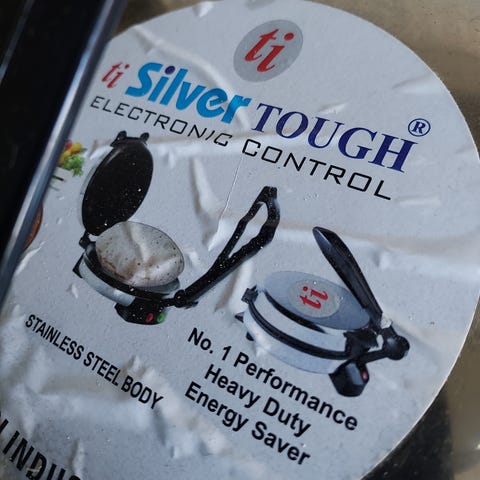 ti
ti Silver TOUGH ®
ELECTRONIC CONTROL
ti
STAINLESS STEEL BODY
No. 1 Performance
Heavy Duty
Energy Saver